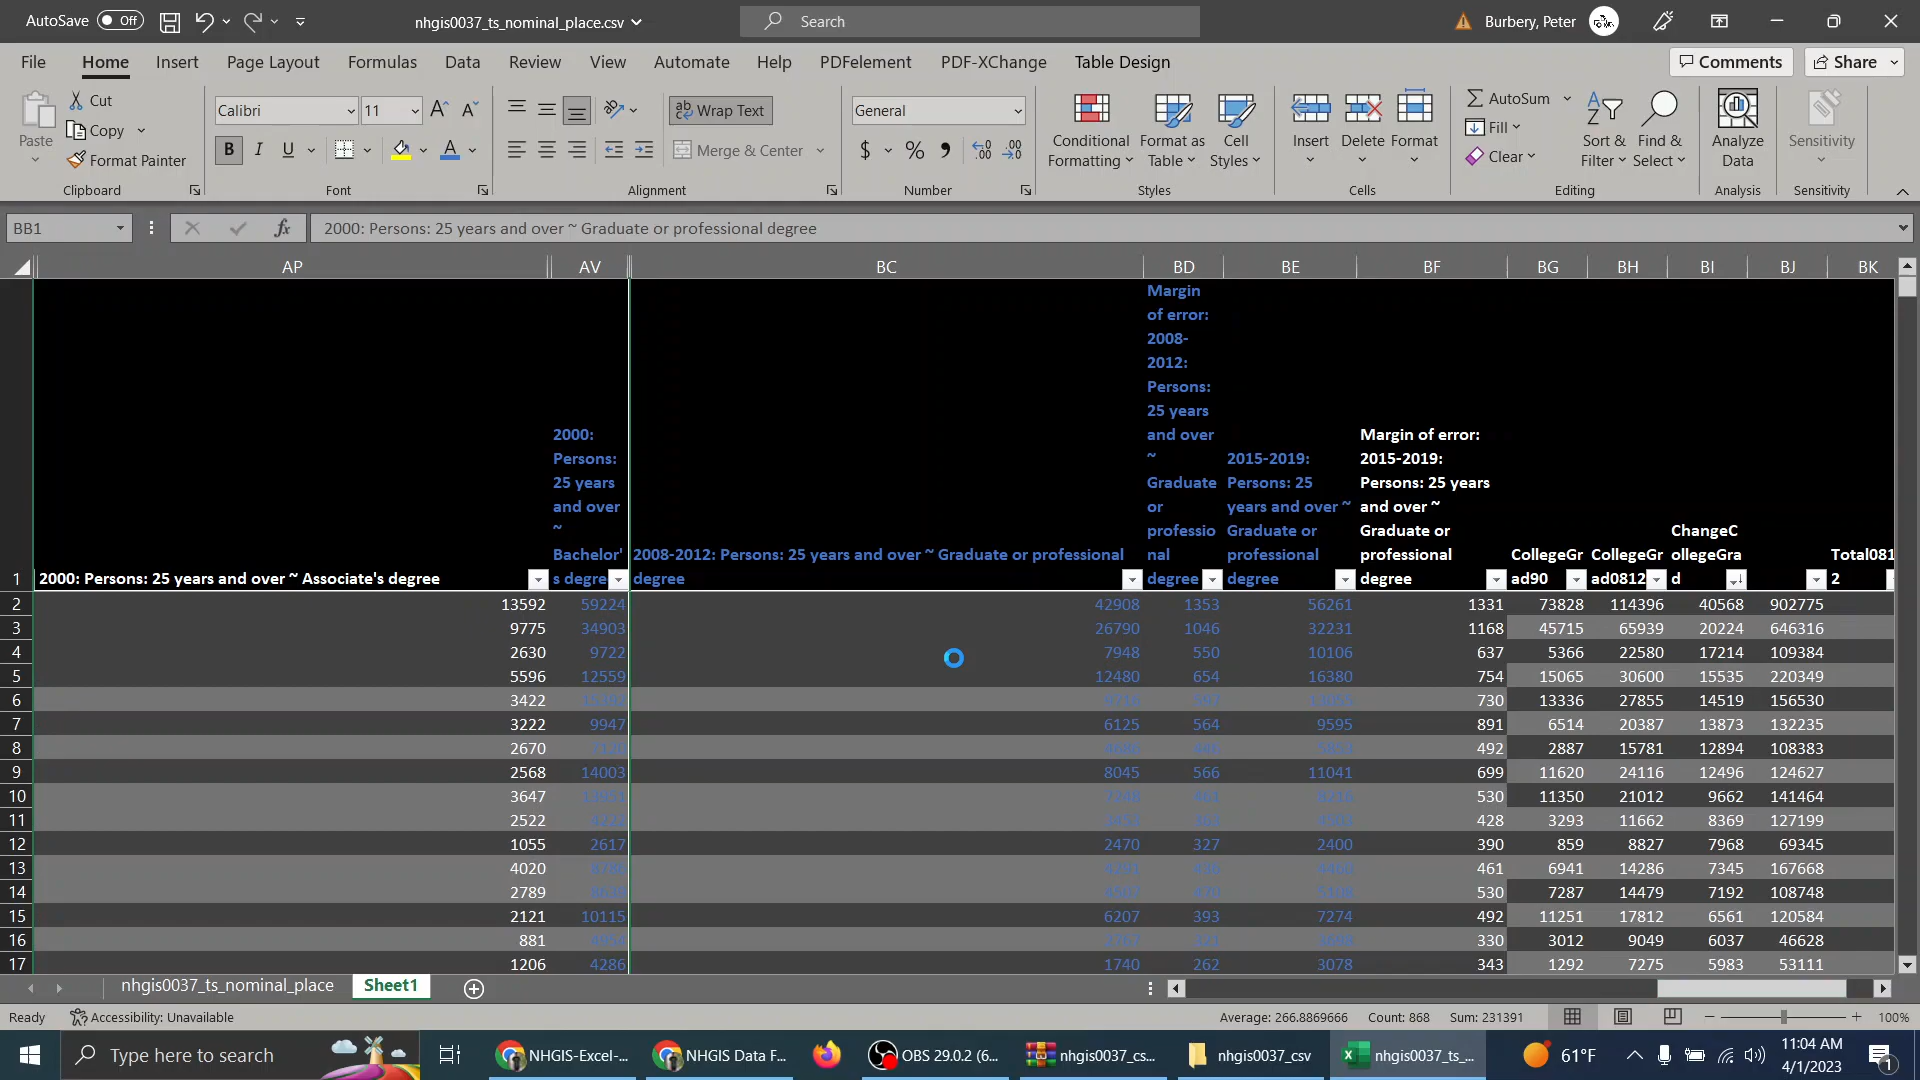 AutoSave Off nhgis0037_ts_nominal_place.csv Search Burbery, Peter
File Home Insert Page Layout Formulas Data Review View Automate Help PDFelement PDF-XChange Table Design Comments Share
Paste Cut Copy Format Painter Clipboard
Calibri 11 B I U Font
Wrap Text Merge & Center Alignment
General $ % Number
Conditional Formatting Format as Table Cell Styles Styles
Insert Delete Format Cells
AutoSum Fill Clear Sort & Filter Find & Select Editing
Analyze Data Analysis
Sensitivity Sensitivity
BB1 fx 2000: Persons: 25 years and over ~ Graduate or professional degree
AP AV BC BD BE BF BG BH BI BJ BK
1
2000: Persons: 25 years and over ~ Associate's degree
2000: Persons: 25 years and over ~ Bachelor's degree
2008-2012: Persons: 25 years and over ~ Graduate or professional degree
Margin of error: 2008-2012: Persons: 25 years and over ~ Graduate or professional degree
2015-2019: Persons: 25 years and over ~ Graduate or professional degree
Margin of error: 2015-2019: Persons: 25 years and over ~ Graduate or professional degree
CollegeGrad90
CollegeGrad0812
ChangeCollegeGrad
Total0812
2 13592 59224 42908 1353 56261 1331 73828 114396 40568 902775
3 9775 34903 26790 1046 32231 1168 45715 65939 20224 646316
4 2630 9722 7948 550 10106 637 5366 22580 17214 109384
5 5596 12559 12480 654 16380 754 15065 30600 15535 220349
6 3422 730 13336 27855 14519 156530
7 3222 9947 6125 564 9595 891 6514 20387 13873 132235
8 2670 492 2887 15781 12894 108383
9 2568 14003 8045 566 11041 699 11620 24116 12496 124627
10 3647 530 11350 21012 9662 141464
11 2522 428 3293 11662 8369 127199
12 1055 2617 2470 327 2400 390 859 8827 7968 69345
13 4020 461 6941 14286 7345 167668
14 2789 530 7287 14479 7192 108748
15 2121 10115 6207 393 7274 492 11251 17812 6561 120584
16 881 330 3012 9049 6037 46628
17 1206 4286 1740 262 3078 343 1292 7275 5983 53111
nhgis0037_ts_nominal_place Sheet1
Ready Accessibility: Unavailable Average: 266.8869666 Count: 868 Sum: 231391 100%
Type here to search NHGIS-Excel-... NHGIS Data F... OBS 29.0.2 (6... nhgis0037_cs... nhgis0037_csv nhgis0037_ts_... 61°F 11:04 AM
4/1/2023 1